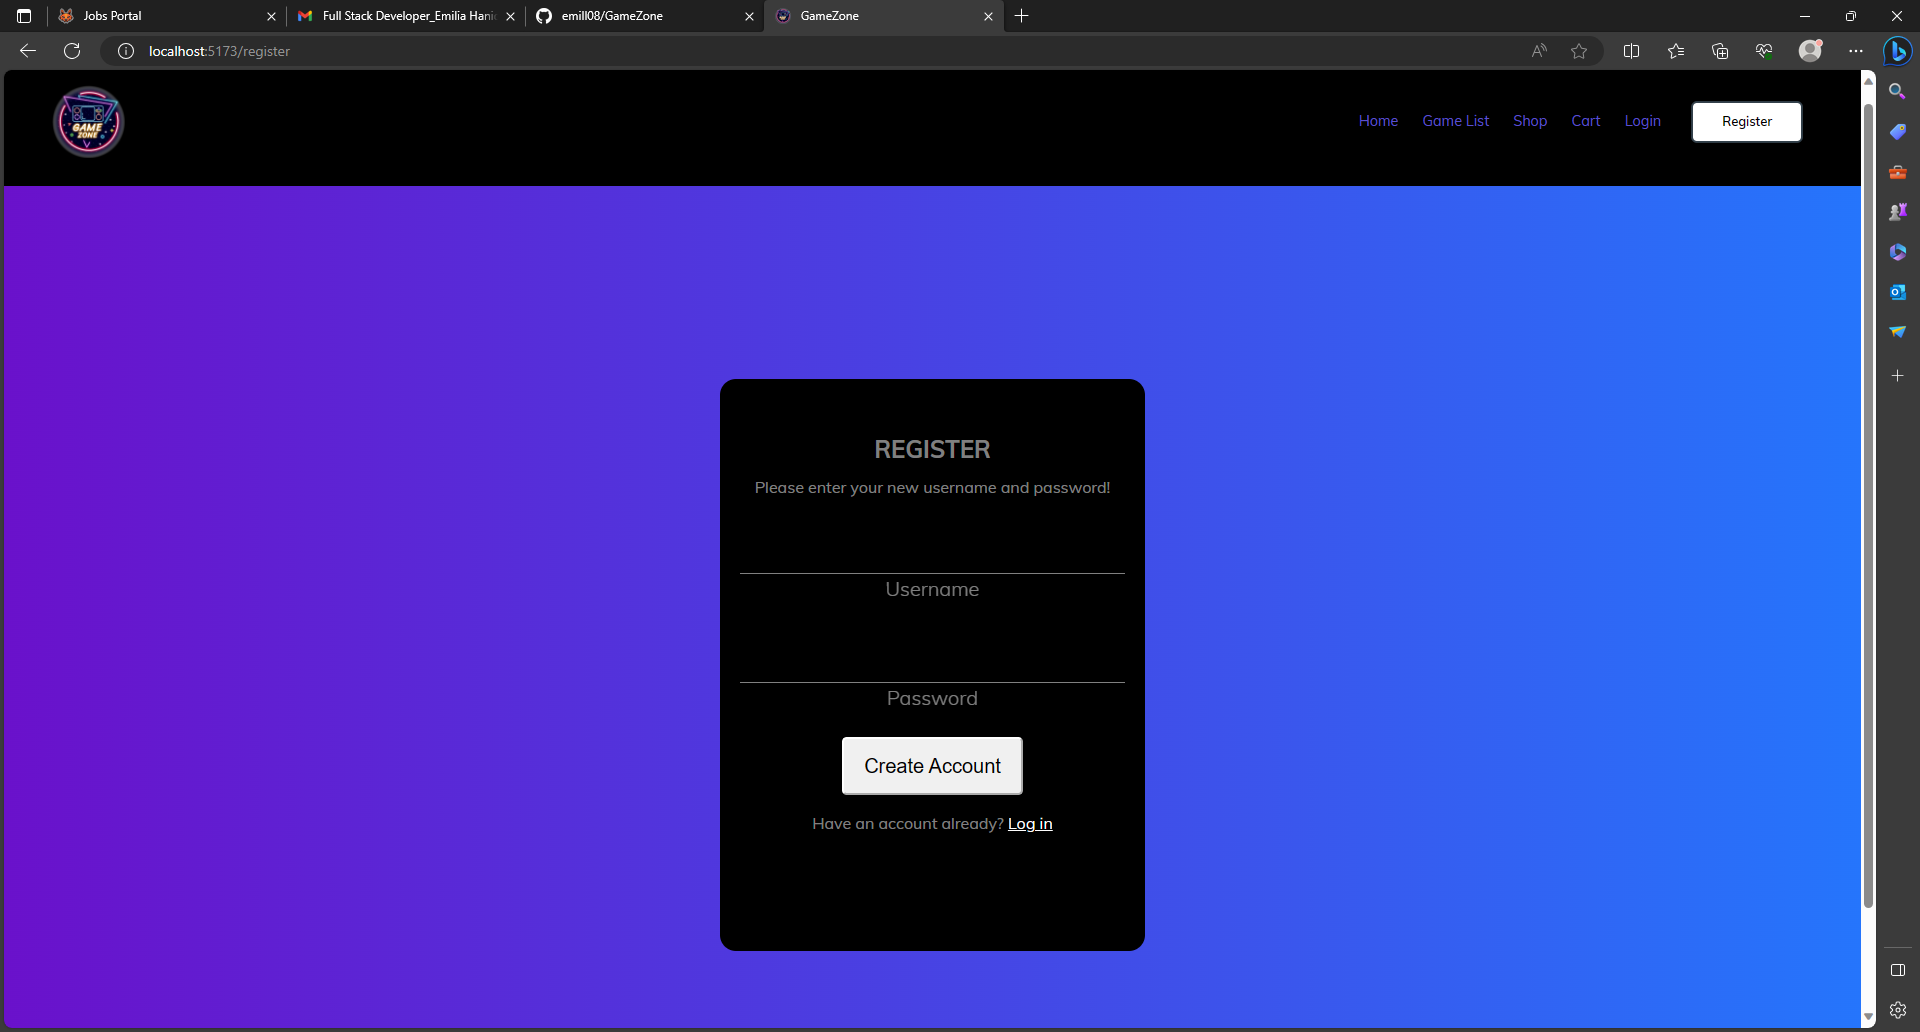 Jobs Portal
Full Stack Developer_Emilia Hani
emill08/GameZone
GameZone
localhost:5173/register
GAME
ZONE
Home
Game List
Shop
Cart
Login
Register
REGISTER
Please enter your new username and password!
Username
Password
Create Account
Have an account already? Log in